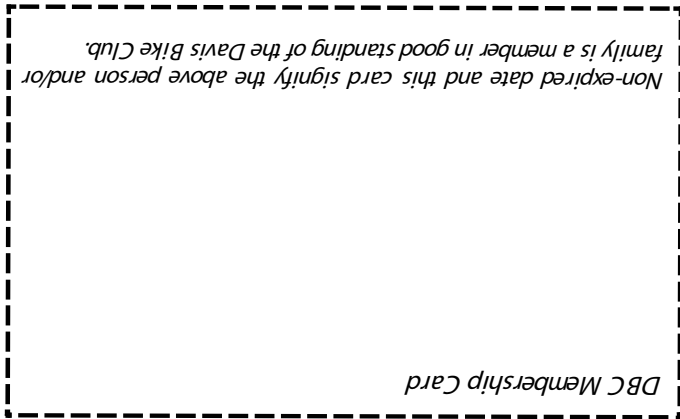 DBC Membership Card
Non-expired date and this card signify the above person and/or
family is a member in good standing of the Davis Bike Club.